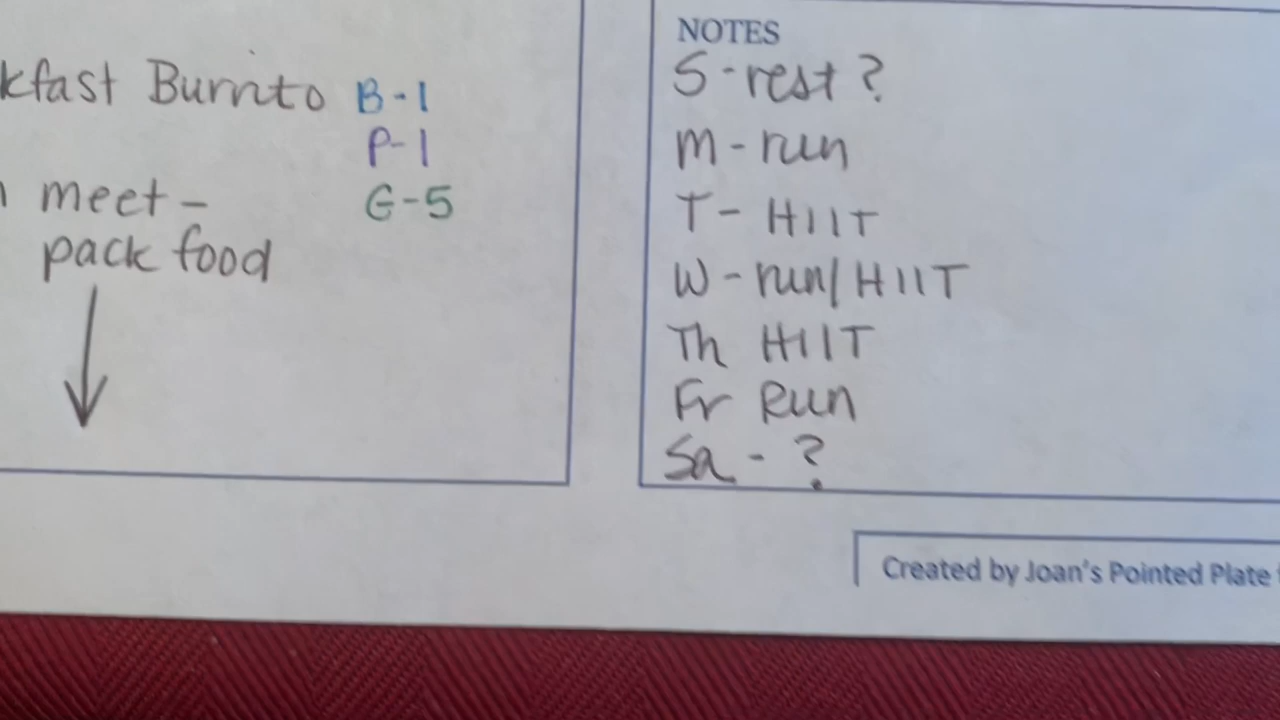 Burrito B-1
P-1
meet - G-5
pack food
NOTES
S-rest ?
M-run
T- HIIT
W-run/HIIT
Th HIIT
Fr Run
Sa - ?
Created by Joan's Pointed Plate